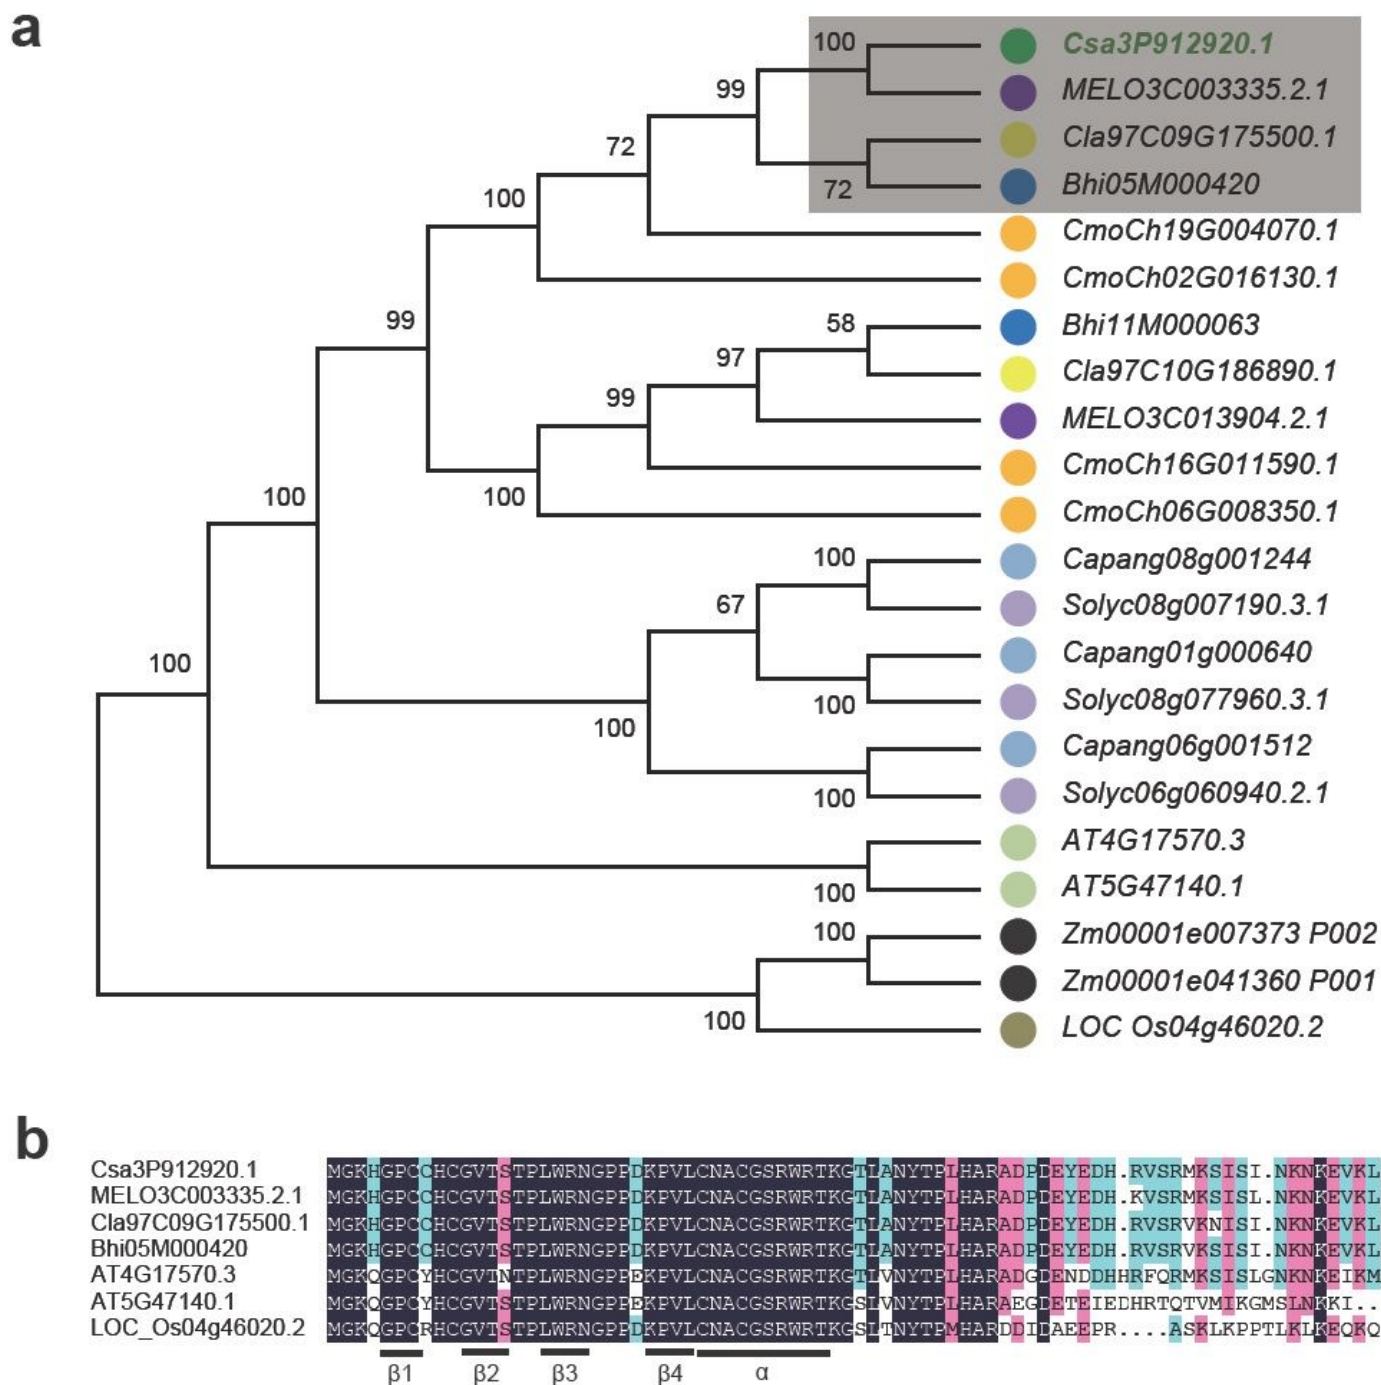 a
100
Csa3P912920.1
99
MELO3C003335.2.1
72
Cla97C09G175500.1
72
Bhi05M000420
100
CmoCh19G004070.1
CmoCh02G016130.1
99
58
Bhi11M000063
97
Cla97C10G186890.1
99
MELO3C013904.2.1
100
CmoCh16G011590.1
100
CmoCh06G008350.1
100
Capang08g001244
67
Solyc08g007190.3.1
100
Capang01g000640
100
Solyc08g077960.3.1
100
Capang06g001512
100
Solyc06g060940.2.1
AT4G17570.3
100
AT5G47140.1
100
Zm00001e007373 P002
Zm00001e041360 P001
100
LOC Os04g46020.2
b
Csa3P912920.1 MGKHGPCCHCGVTSTPLWRNGPPDKPVLCNACGSRWRTKGTLANYTPLHARADPDEYEDH.RVSRMKSISI.NKNKEVKL
MELO3C003335.2.1 MGKHGPCCHCGVTSTPLWRNGPPDKPVLCNACGSRWRTKGTLANYTPLHARADPDEYEDH.KVSRMKSISL.NKNKEVKL
Cla97C09G175500.1 MGKHGPCCHCGVTSTPLWRNGPPDKPVLCNACGSRWRTKGTLANYTPLHARADPDEYEDH.RVSRVKNISI.NKNKEVKL
Bhi05M000420 MGKHGPCCHCGVTSTPLWRNGPPDKPVLCNACGSRWRTKGTLANYTPLHARADPDEYEDH.RVSRVKSISI.NKNKEVKL
AT4G17570.3 MGKQGPCYHCGVTNTPLWRNGPPEKPVLCNACGSRWRTKGTLVNYTPLHARADGDENDDHHRFQRMKSISLGNKNKEIKM
AT5G47140.1 MGKQGPCYHCGVTSTPLWRNGPPEKPVLCNACGSRWRTKGSLVNYTPLHARAEGDETEIEDHRTQTVMIKGMSLNKKI..
LOC_Os04g46020.2 MGKQGPCRHCGVTSTPLWRNGPPDKPVLCNACGSRWRTKGSLTNYTPMHARDDIDAEEPR....ASKLKPPTLKLKEQKQ
β1 β2 β3 β4 α